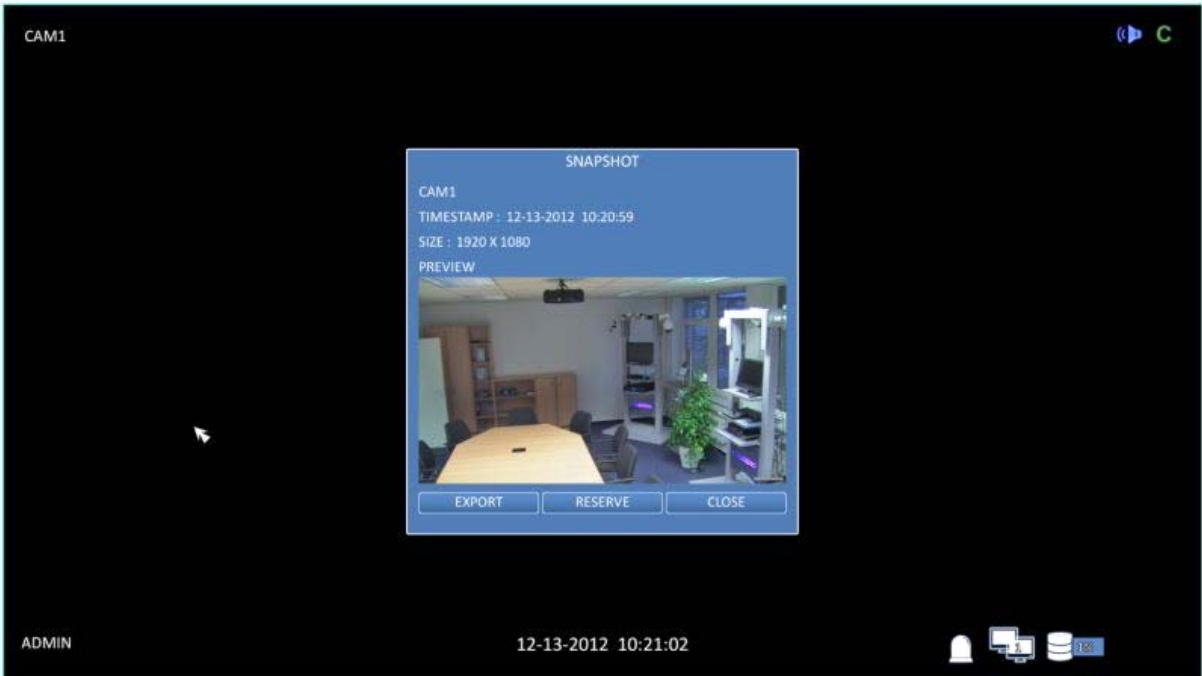 CAM1
C
SNAPSHOT
CAM1
TIMESTAMP : 12-13-2012 10:20:59
SIZE : 1920 X 1080
PREVIEW
EXPORT
RESERVE
CLOSE
ADMIN
12-13-2012 10:21:02
1